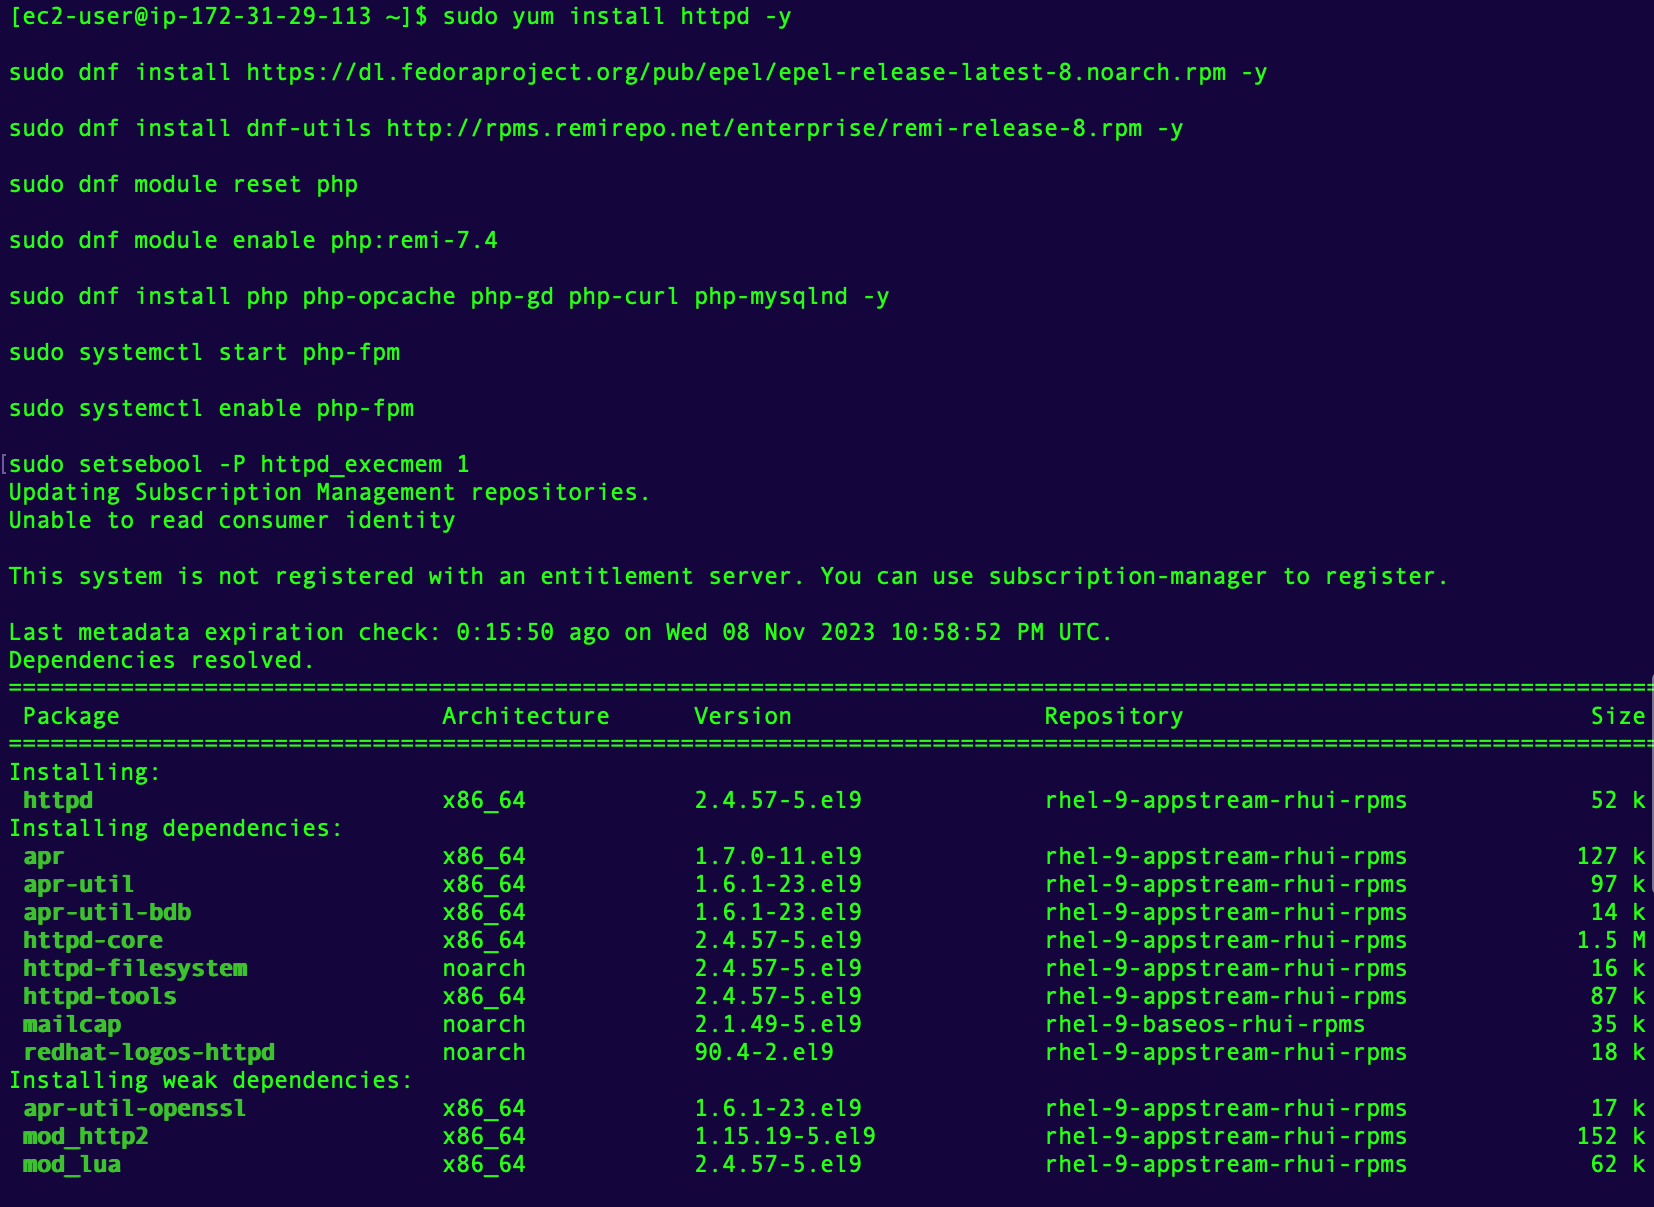 [ec2-user@ip-172-31-29-113 ~]$ sudo yum install httpd -y
sudo dnf install https://dl.fedoraproject.org/pub/epel/epel-release-latest-8.noarch.rpm -y
sudo dnf install dnf-utils http://rpms.remirepo.net/enterprise/remi-release-8.rpm -y
sudo dnf module reset php
sudo dnf module enable php:remi-7.4
sudo dnf install php php-opcache php-gd php-curl php-mysqlnd -y
sudo systemctl start php-fpm
sudo systemctl enable php-fpm
[sudo setsebool -P httpd_execmem 1
Updating Subscription Management repositories.
Unable to read consumer identity
This system is not registered with an entitlement server. You can use subscription-manager to register.
Last metadata expiration check: 0:15:50 ago on Wed 08 Nov 2023 10:58:52 PM UTC.
Dependencies resolved.
======================================================================================================================
Package Architecture Version Repository Size
======================================================================================================================
Installing:
httpd x86_64 2.4.57-5.el9 rhel-9-appstream-rhui-rpms 52 k
Installing dependencies:
apr x86_64 1.7.0-11.el9 rhel-9-appstream-rhui-rpms 127 k
apr-util x86_64 1.6.1-23.el9 rhel-9-appstream-rhui-rpms 97 k
apr-util-bdb x86_64 1.6.1-23.el9 rhel-9-appstream-rhui-rpms 14 k
httpd-core x86_64 2.4.57-5.el9 rhel-9-appstream-rhui-rpms 1.5 M
httpd-filesystem noarch 2.4.57-5.el9 rhel-9-appstream-rhui-rpms 16 k
httpd-tools x86_64 2.4.57-5.el9 rhel-9-appstream-rhui-rpms 87 k
mailcap noarch 2.1.49-5.el9 rhel-9-baseos-rhui-rpms 35 k
redhat-logos-httpd noarch 90.4-2.el9 rhel-9-appstream-rhui-rpms 18 k
Installing weak dependencies:
apr-util-openssl x86_64 1.6.1-23.el9 rhel-9-appstream-rhui-rpms 17 k
mod_http2 x86_64 1.15.19-5.el9 rhel-9-appstream-rhui-rpms 152 k
mod_lua x86_64 2.4.57-5.el9 rhel-9-appstream-rhui-rpms 62 k